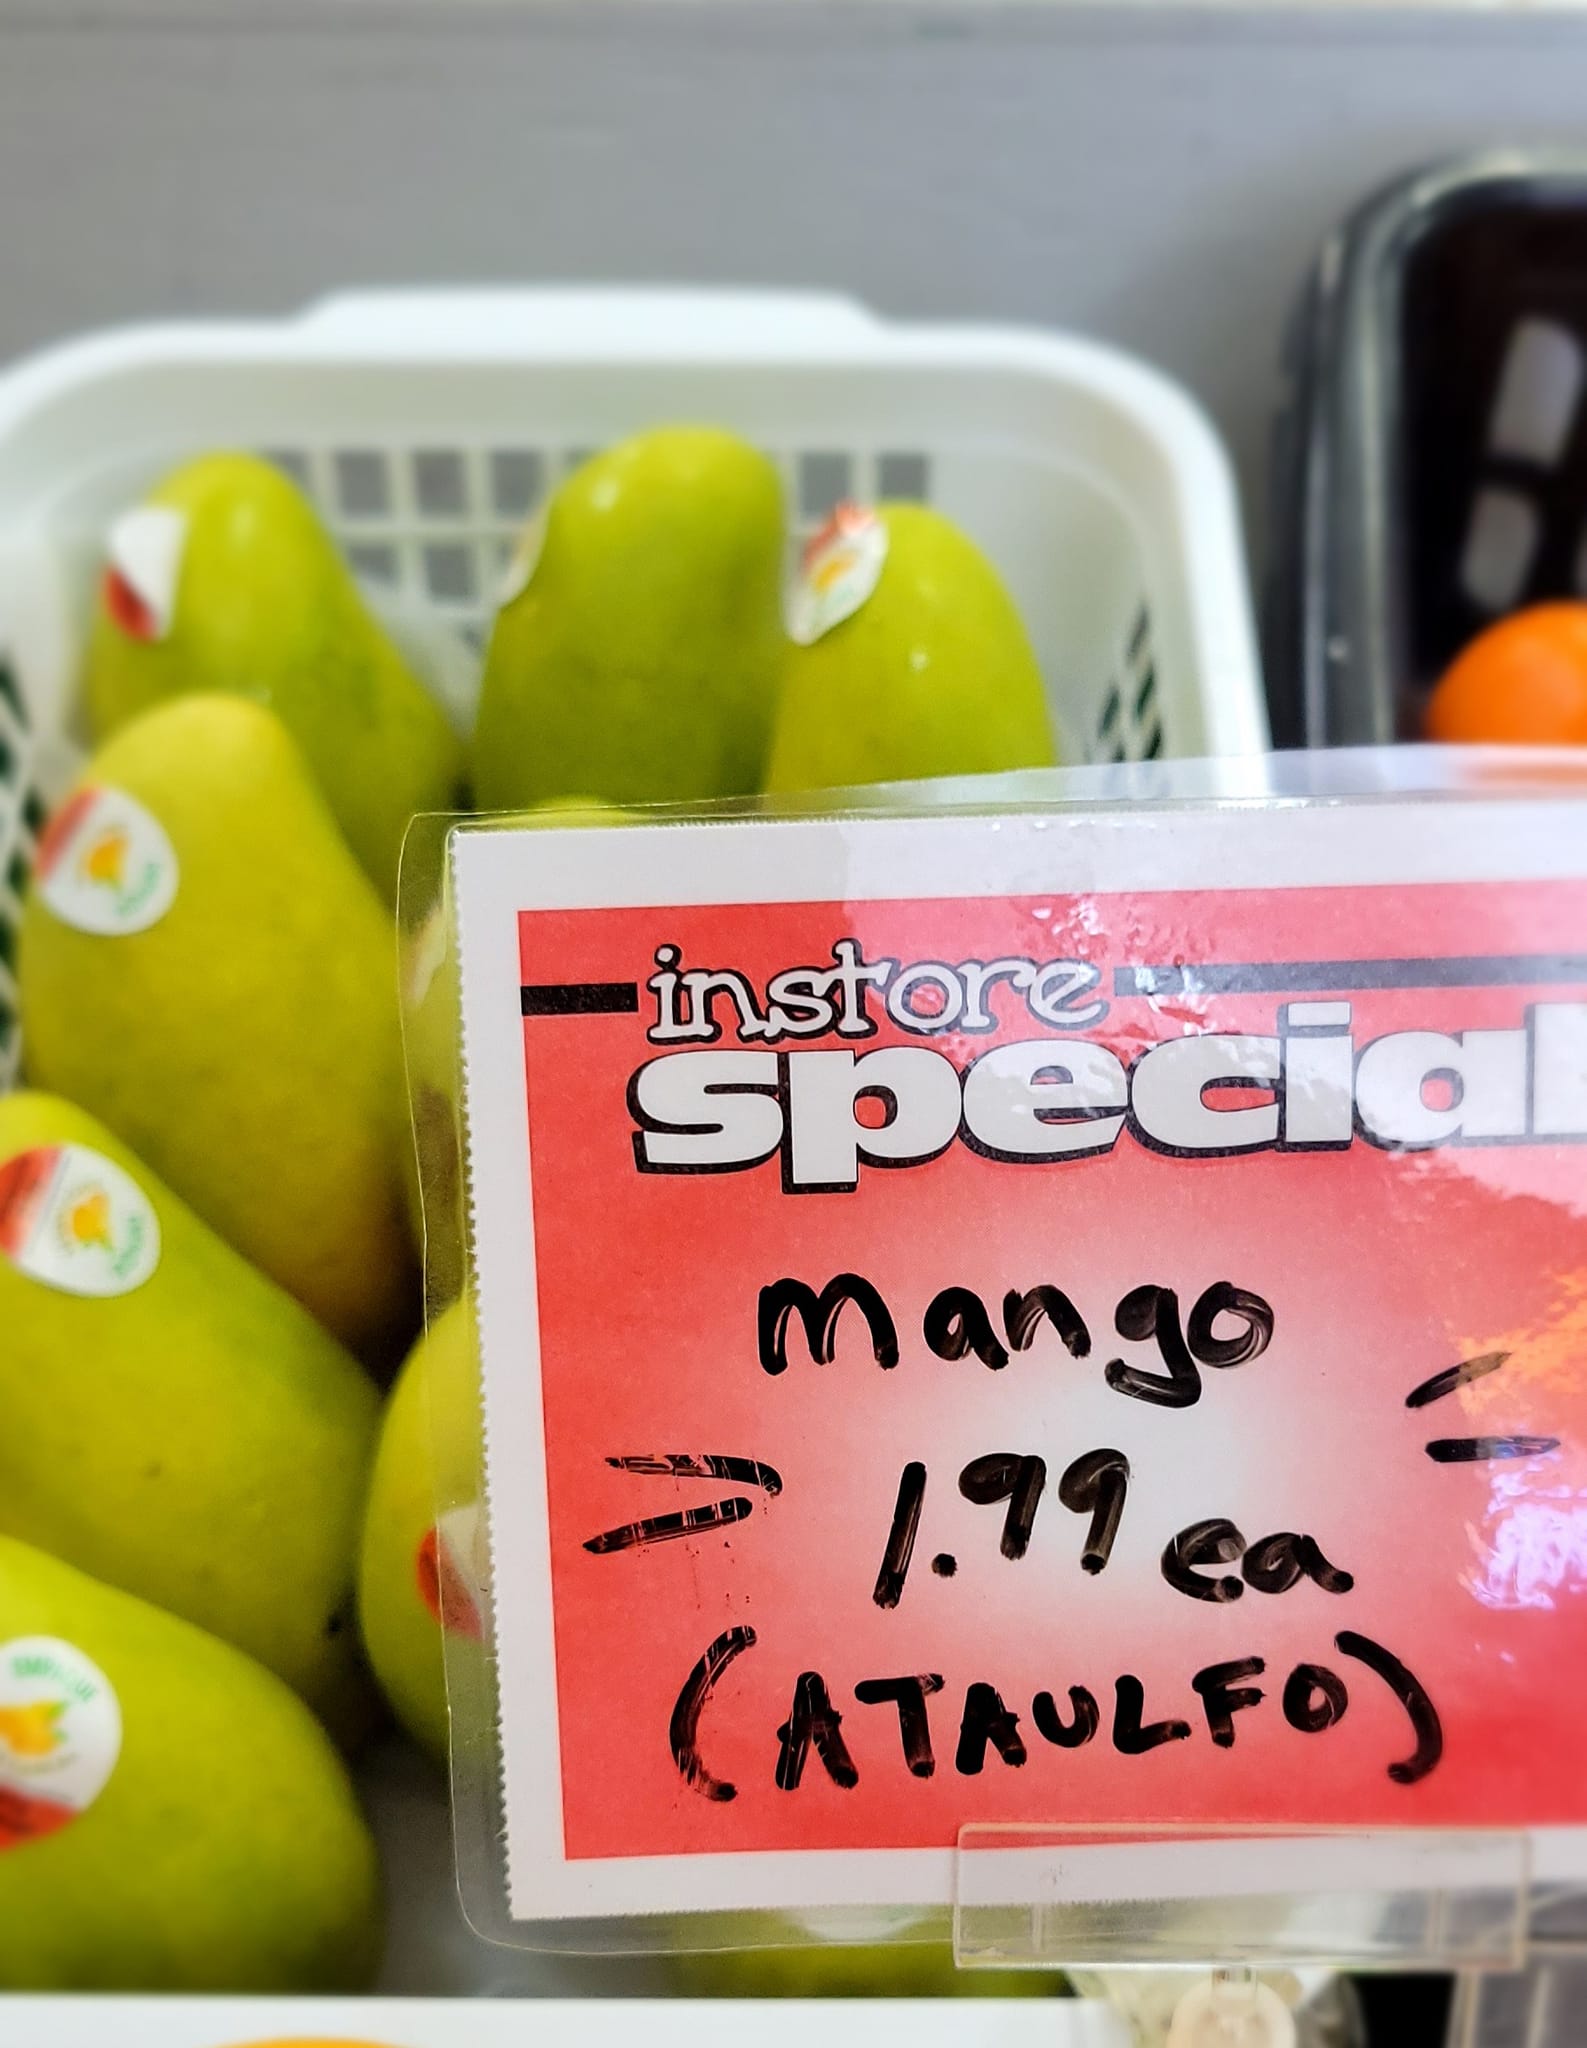 instore
special
Mango
1.99 ea
(ATAULFO)